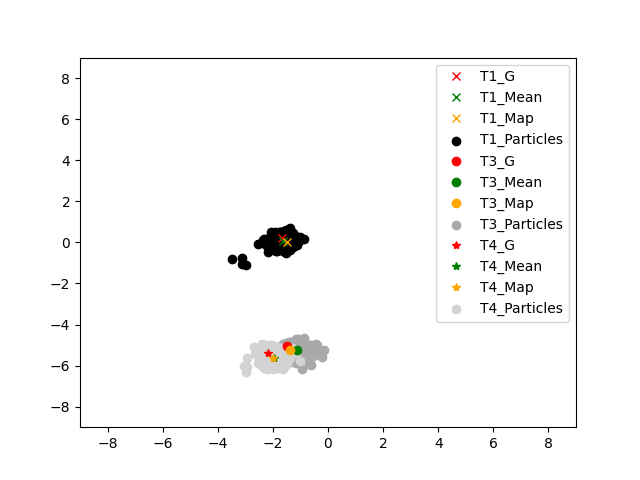 8
6
4
2
0
−2
−4
−6
−8
−8 −6 −4 −2 0 2 4 6 8
T1_G
T1_Mean
T1_Map
T1_Particles
T3_G
T3_Mean
T3_Map
T3_Particles
T4_G
T4_Mean
T4_Map
T4_Particles